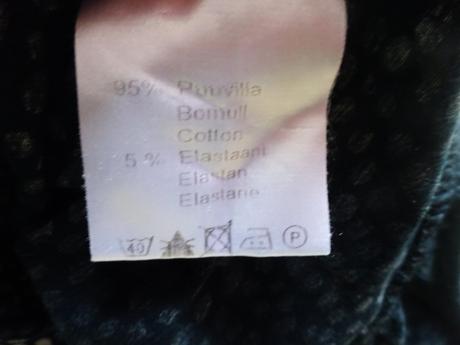 95% Puuvilla
Bomull
Cotton
5 % Elastaani
Elastan
Elastane
40 P